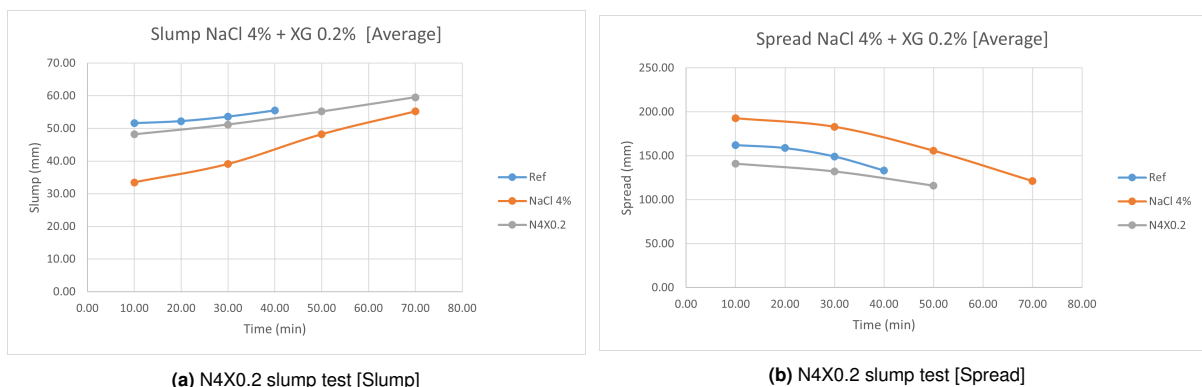 Slump NaCl 4% + XG 0.2% [Average]
70.00
60.00
50.00
40.00
30.00
20.00
10.00
0.00
Slump (mm)
0.00 10.00 20.00 30.00 40.00 50.00 60.00 70.00 80.00
Time (min)
Ref
NaCl 4%
N4X0.2
(a) N4X0.2 slump test [Slump]
Spread NaCl 4% + XG 0.2% [Average]
250.00
200.00
150.00
100.00
50.00
0.00
Spread (mm)
0.00 10.00 20.00 30.00 40.00 50.00 60.00 70.00 80.00
Time (min)
Ref
NaCl 4%
N4X0.2
(b) N4X0.2 slump test [Spread]